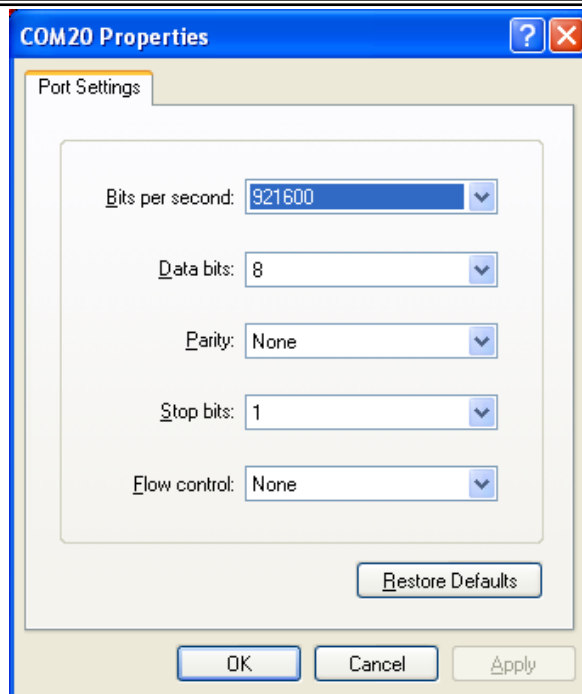 COM20 Properties
Port Settings
Bits per second: 921600
Data bits: 8
Parity: None
Stop bits: 1
Flow control: None
Restore Defaults
OK Cancel Apply